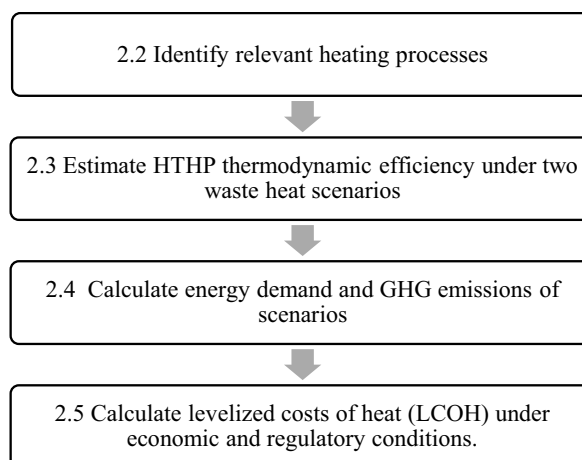 2.2 Identify relevant heating processes
2.3 Estimate HTHP thermodynamic efficiency under two
waste heat scenarios
2.4 Calculate energy demand and GHG emissions of
scenarios
2.5 Calculate levelized costs of heat (LCOH) under
economic and regulatory conditions.